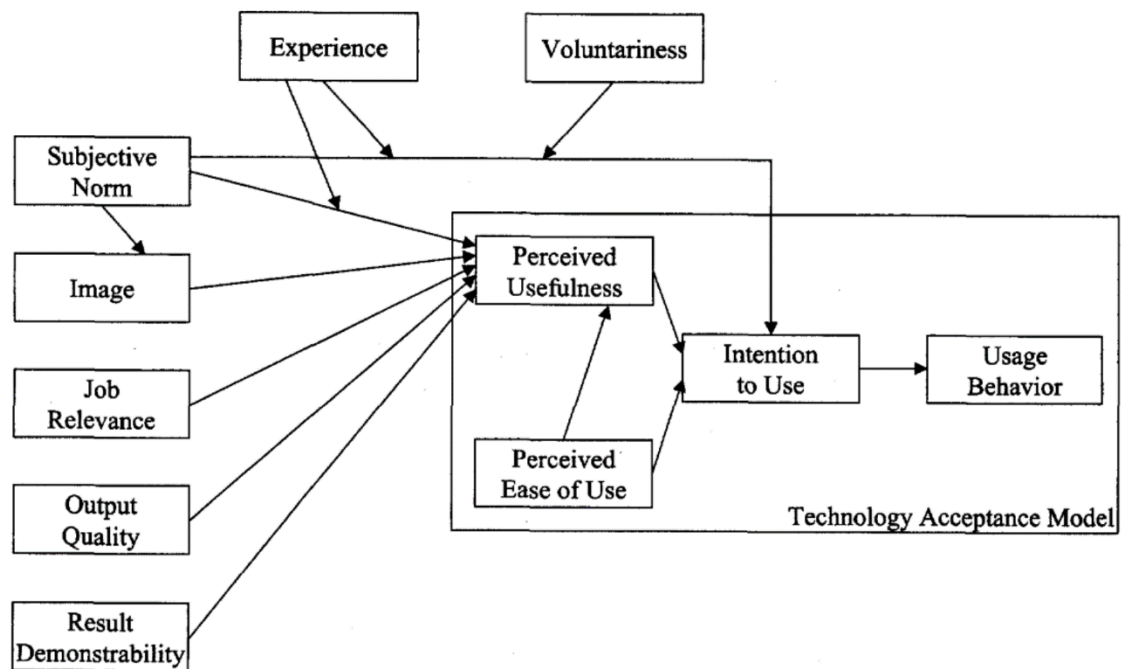 Experience
Voluntariness
Subjective
Norm
Image
Job
Relevance
Output
Quality
Result
Demonstrability
Perceived
Usefulness
Perceived
Ease of Use
Intention
to Use
Usage
Behavior
Technology Acceptance Model